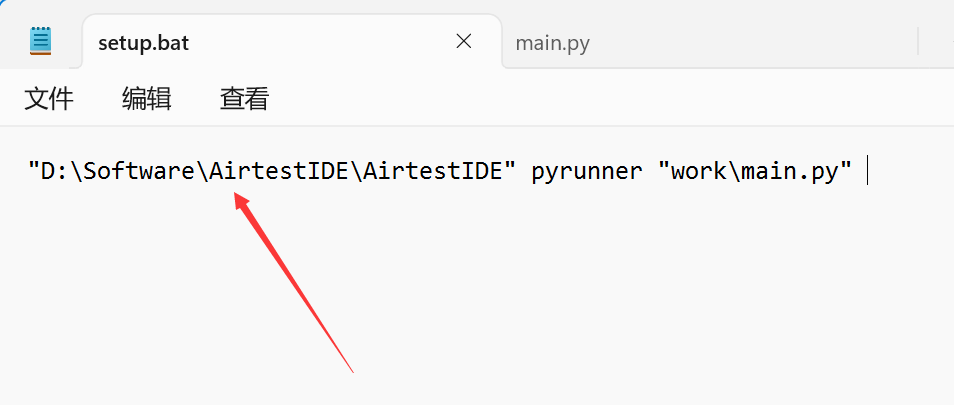 setup.bat
main.py
文件 编辑 查看
"D:\Software\AirtestIDE\AirtestIDE" pyrunner "work\main.py"